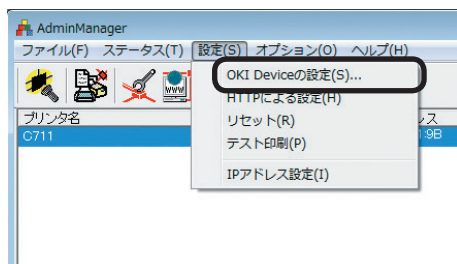 AdminManager
ファイル(F) ステータス(T) 設定(S) オプション(O) ヘルプ(H)
OKI Deviceの設定(S)...
HTTPによる設定(H)
リセット(R)
テスト印刷(P)
IPアドレス設定(I)
WWW
プリンタ名
レス
C711
1:9B